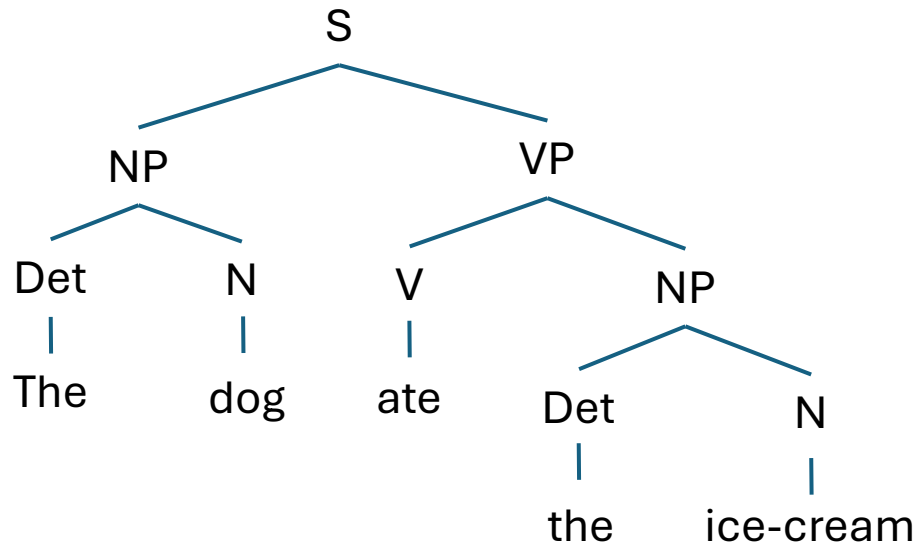 S
NP VP
Det N V NP
The dog ate Det N
the ice-cream